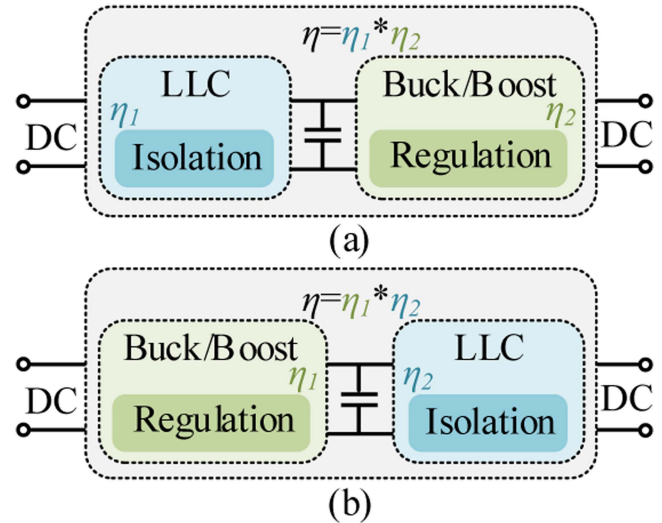 η=η1*η2
LLC
Buck/Boost
η1
η2
DC
Isolation
Regulation
DC
(a)
η=η1*η2
Buck/Boost
LLC
η1
η2
DC
Regulation
Isolation
DC
(b)